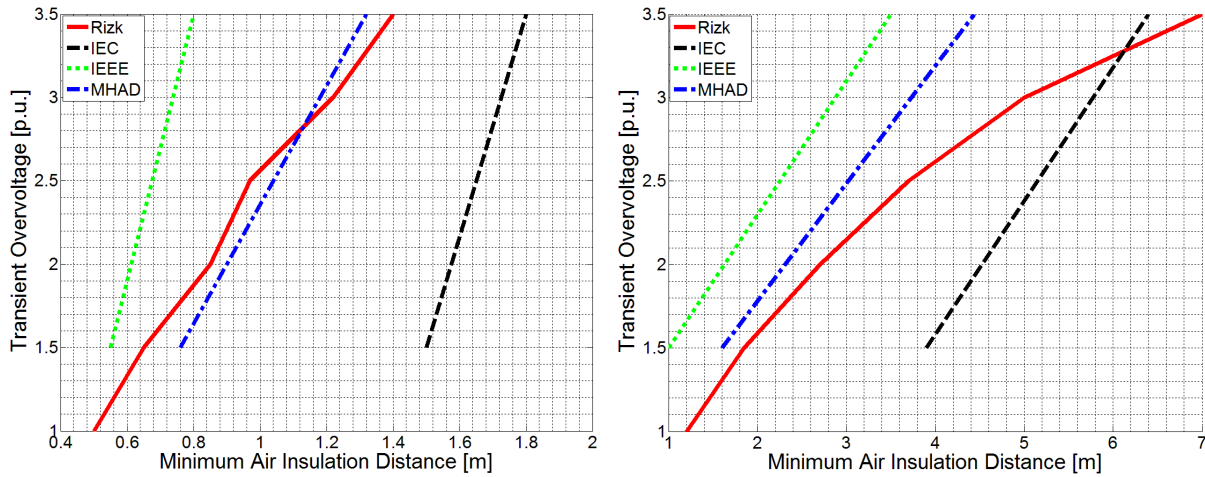 3.5
3
2.5
2
1.5
1
Transient Overvoltage [p.u.]
Rizk
IEC
IEEE
MHAD
0.4 0.6 0.8 1 1.2 1.4 1.6 1.8 2
Minimum Air Insulation Distance [m]
3.5
3
2.5
2
1.5
1
Transient Overvoltage [p.u.]
Rizk
IEC
IEEE
MHAD
1 2 3 4 5 6 7
Minimum Air Insulation Distance [m]